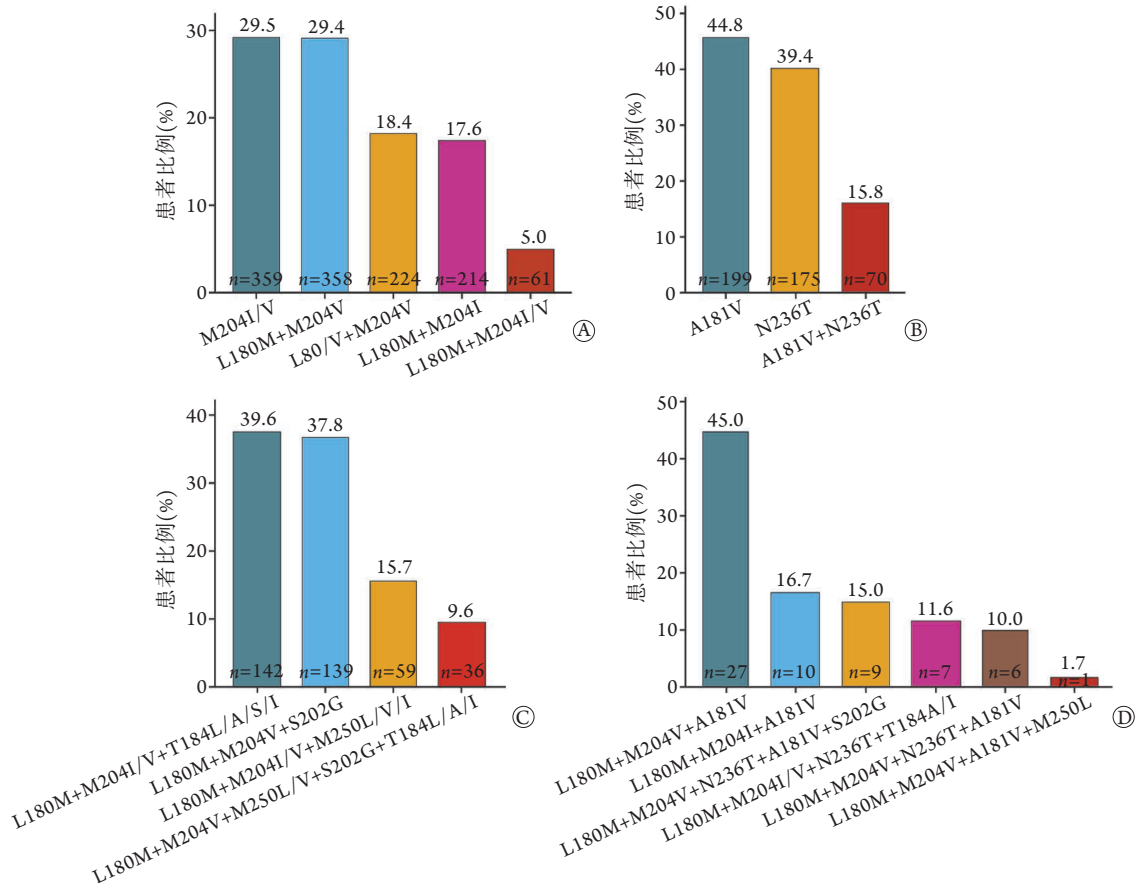 患者比例(%)
30
20
10
0
29.5
29.4
18.4
17.6
5.0
n=359
n=358
n=224
n=214
n=61
M204I/V
L180M+M204V
L80/V+M204V
L180M+M204I
L180M+M204I/V
Ⓐ
患者比例(%)
50
40
30
20
10
0
44.8
39.4
15.8
n=199
n=175
n=70
A181V
N236T
A181V+N236T
Ⓑ
患者比例(%)
40
30
20
10
0
39.6
37.8
15.7
9.6
n=142
n=139
n=59
n=36
L180M+M204I/V+T184L/A/S/I
L180M+M204V+S202G
L180M+M204I/V+M250L/V/I
L180M+M204V+M250L/V+S202G+T184L/A/I
Ⓒ
患者比例(%)
50
40
30
20
10
0
45.0
16.7
15.0
11.6
10.0
1.7
n=27
n=10
n=9
n=7
n=6
n=1
L180M+M204V+A181V
L180M+M204I+A181V
L180M+M204V+N236T+A181V+S202G
L180M+M204I/V+N236T+T184A/I
L180M+M204V+N236T+A181V
L180M+M204V+A181V+M250L
Ⓓ